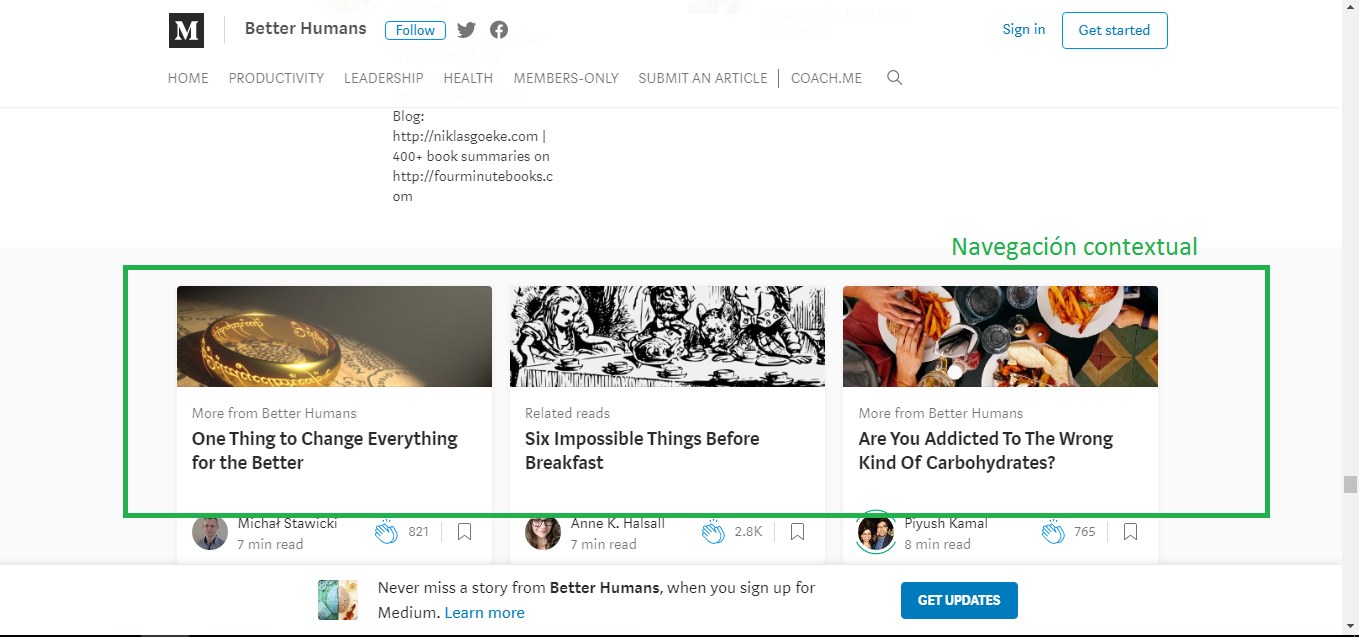 M
Better Humans
Follow
Sign in
Get started
HOME
PRODUCTIVITY
LEADERSHIP
HEALTH
MEMBERS-ONLY
SUBMIT AN ARTICLE
COACH.ME
Blog:
http://niklasgoeke.com |
400+ book summaries on
http://fourminutebooks.c
om
Navegación contextual
More from Better Humans
One Thing to Change Everything
for the Better
Michał Stawicki
7 min read
821
Related reads
Six Impossible Things Before
Breakfast
Anne K. Halsall
7 min read
2.8K
More from Better Humans
Are You Addicted To The Wrong
Kind Of Carbohydrates?
Piyush Kamal
8 min read
765
Never miss a story from Better Humans, when you sign up for
Medium. Learn more
GET UPDATES